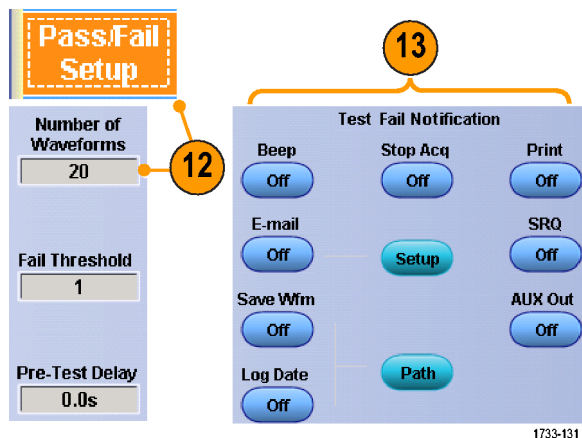 Pass/Fail
Setup
12
Number of
Waveforms
20
Fail Threshold
1
Pre-Test Delay
0.0s
13
Test Fail Notification
Beep
Stop Acq
Print
Off
Off
Off
E-mail
SRQ
Off
Setup
Off
Save Wfm
AUX Out
Off
Off
Log Date
Path
Off
1733-131